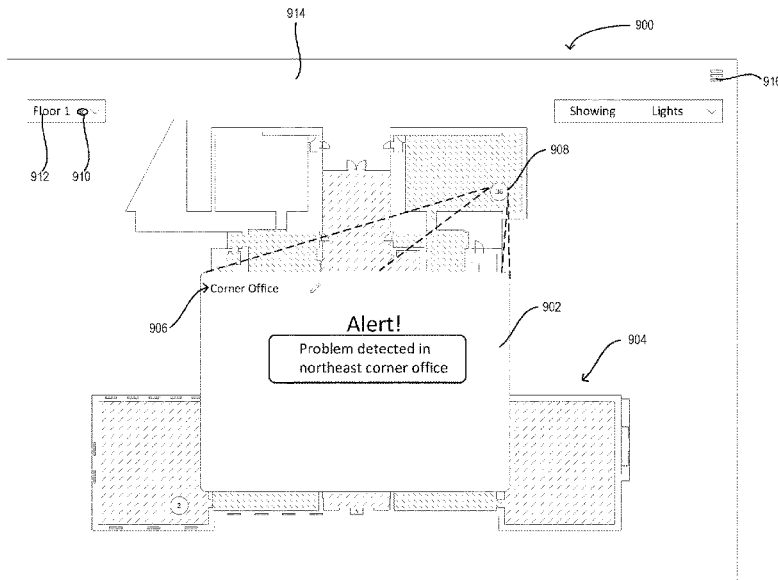 914
900
916
Floor 1
Showing Lights
912
910
908
906
Corner Office
902
Alert!
Problem detected in
northeast corner office
904
2